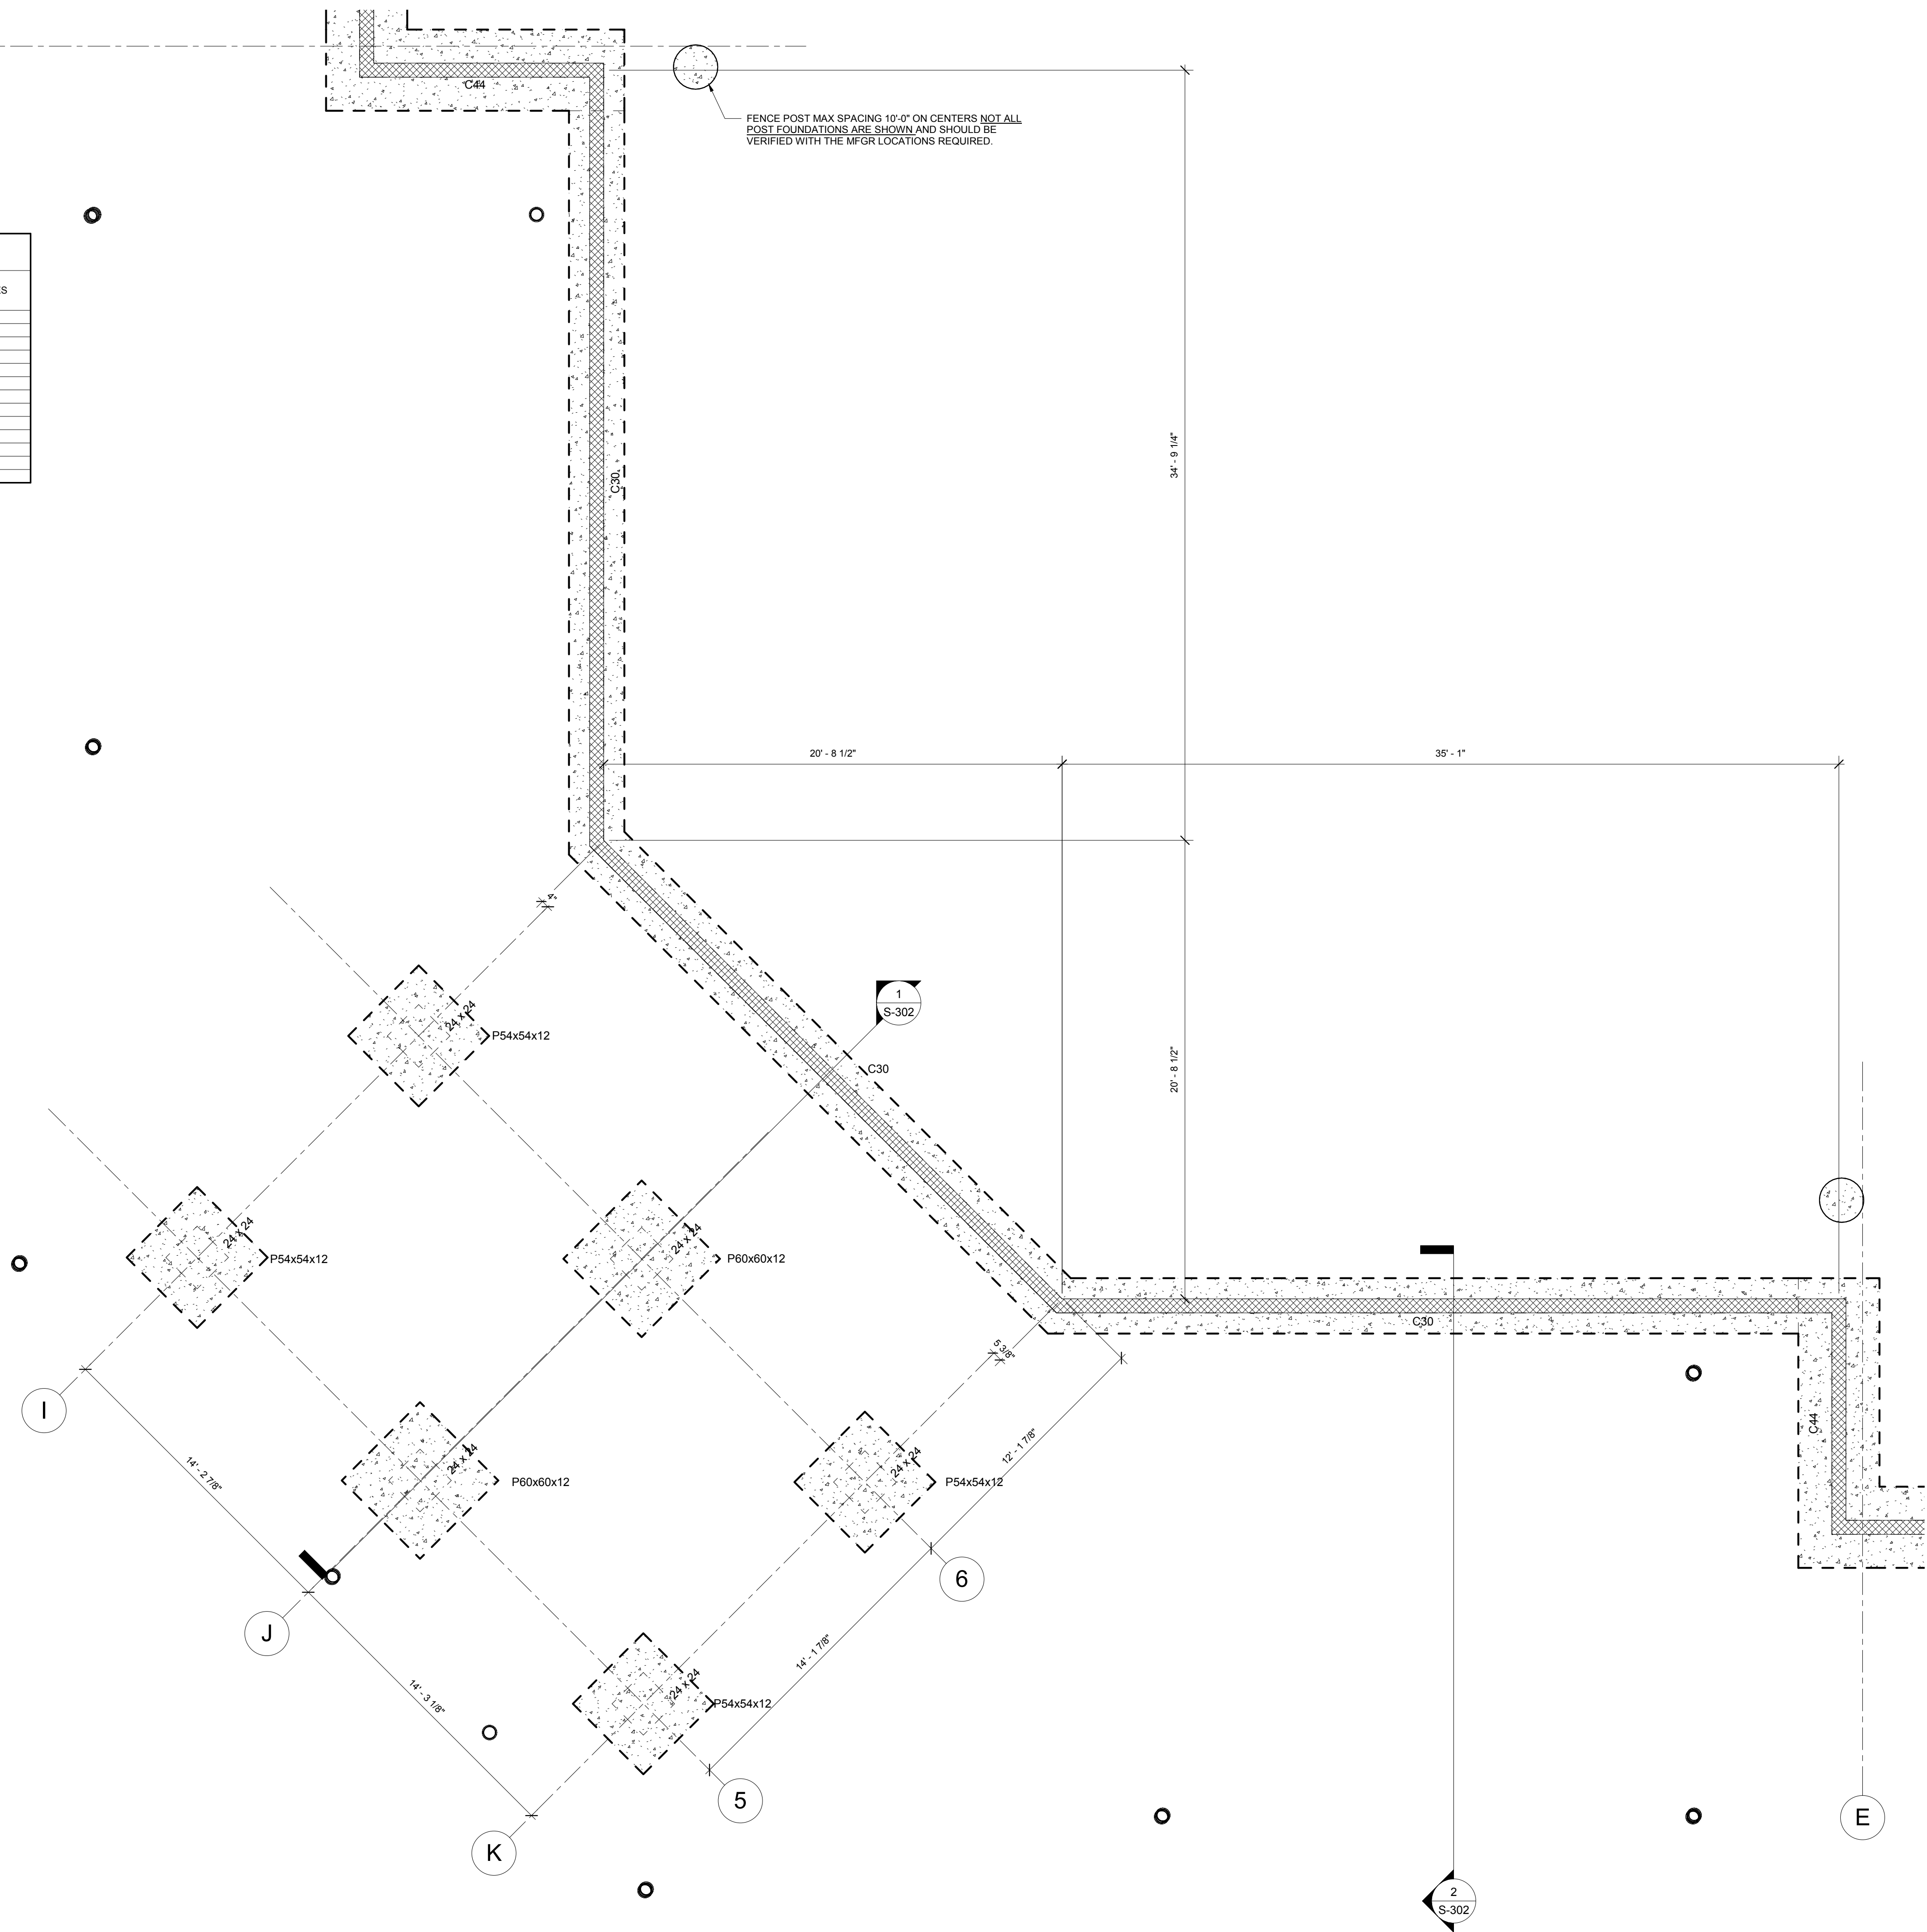 C44
FENCE POST MAX SPACING 10'-0" ON CENTERS NOT ALL
POST FOUNDATIONS ARE SHOWN AND SHOULD BE
VERIFIED WITH THE MFGR LOCATIONS REQUIRED.
34' - 9 1/4"
C30
20' - 8 1/2"
35' - 1"
4"
1
S-302
24 x 24
P54x54x12
20' - 8 1/2"
C30
24 x 24
P54x54x12
24 x 24
P60x60x12
C30
5 3/8"
I
C44
12' - 1 7/8"
14' - 2 7/8"
24 x 24
P60x60x12
24 x 24
P54x54x12
6
J
14' - 1 7/8"
14' - 3 1/8"
24 x 24
P54x54x12
5
E
K
2
S-302